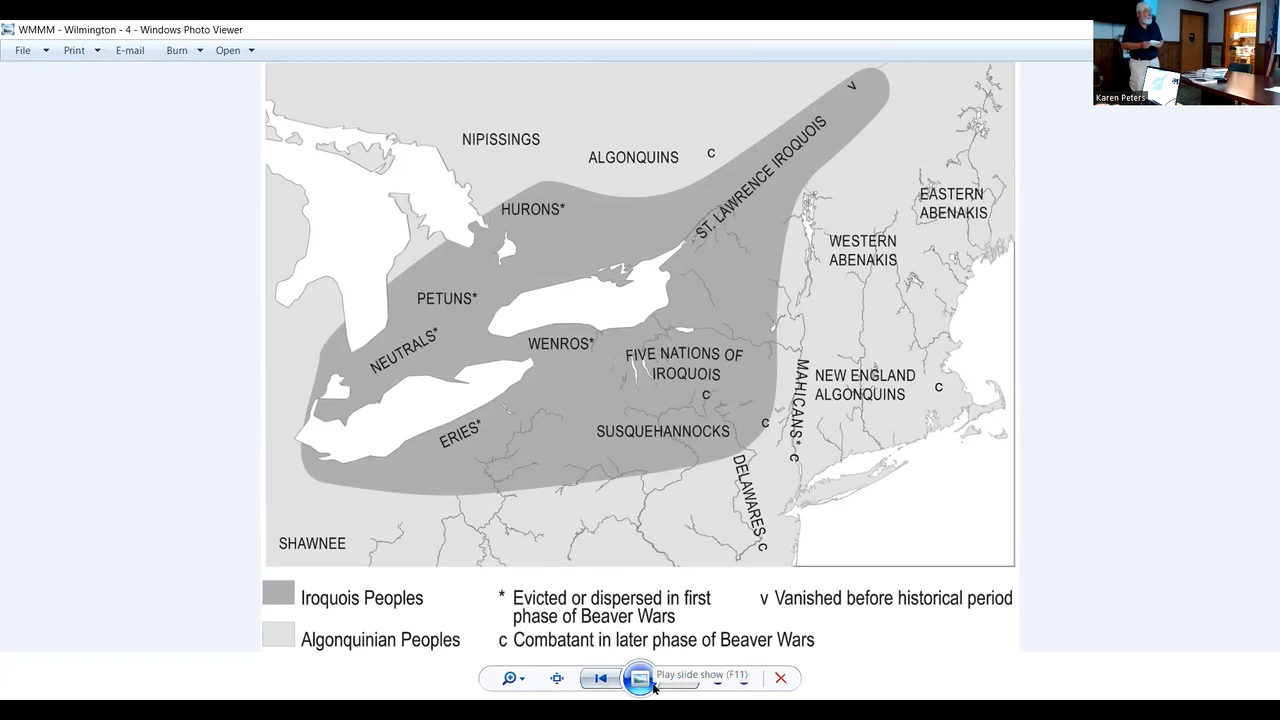 WMMM - Wilmington - 4 - Windows Photo Viewer
File Print E-mail Burn Open
Karen Peters
NIPISSINGS
ALGONQUINS c
v
ST. LAWRENCE IROQUOIS
HURONS*
EASTERN
ABENAKIS
WESTERN
ABENAKIS
PETUNS*
NEUTRALS*
WENROS*
FIVE NATIONS OF
IROQUOIS
c
MAHICANS* c
NEW ENGLAND
ALGONQUINS c
ERIES*
SUSQUEHANNOCKS c
DELAWARES c
SHAWNEE
Iroquois Peoples
Algonquinian Peoples
* Evicted or dispersed in first
phase of Beaver Wars
c Combatant in later phase of Beaver Wars
v Vanished before historical period
Play slide show (F11)